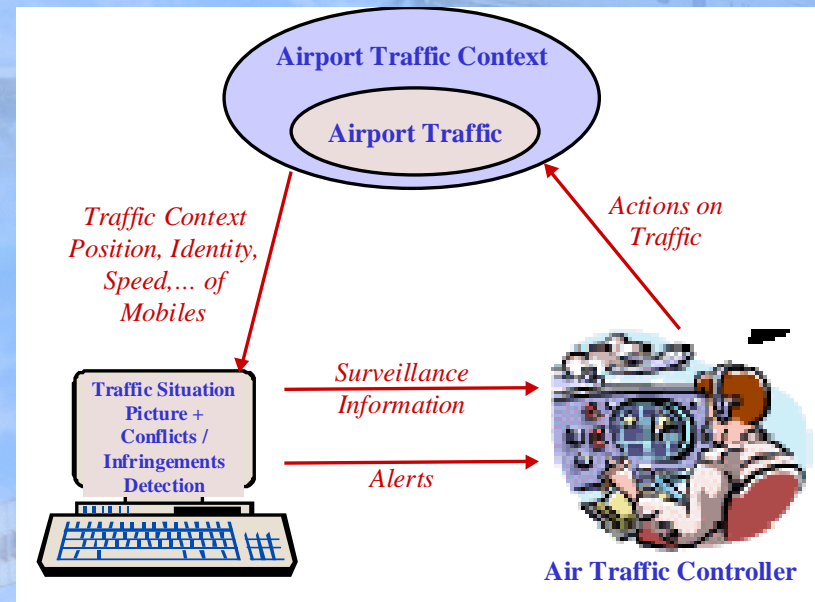 Airport Traffic Context
Airport Traffic
Traffic Context
Position, Identity,
Speed,... of
Mobiles
Actions on
Traffic
Traffic Situation
Picture +
Conflicts /
Infringements
Detection
Surveillance
Information
Alerts
Air Traffic Controller